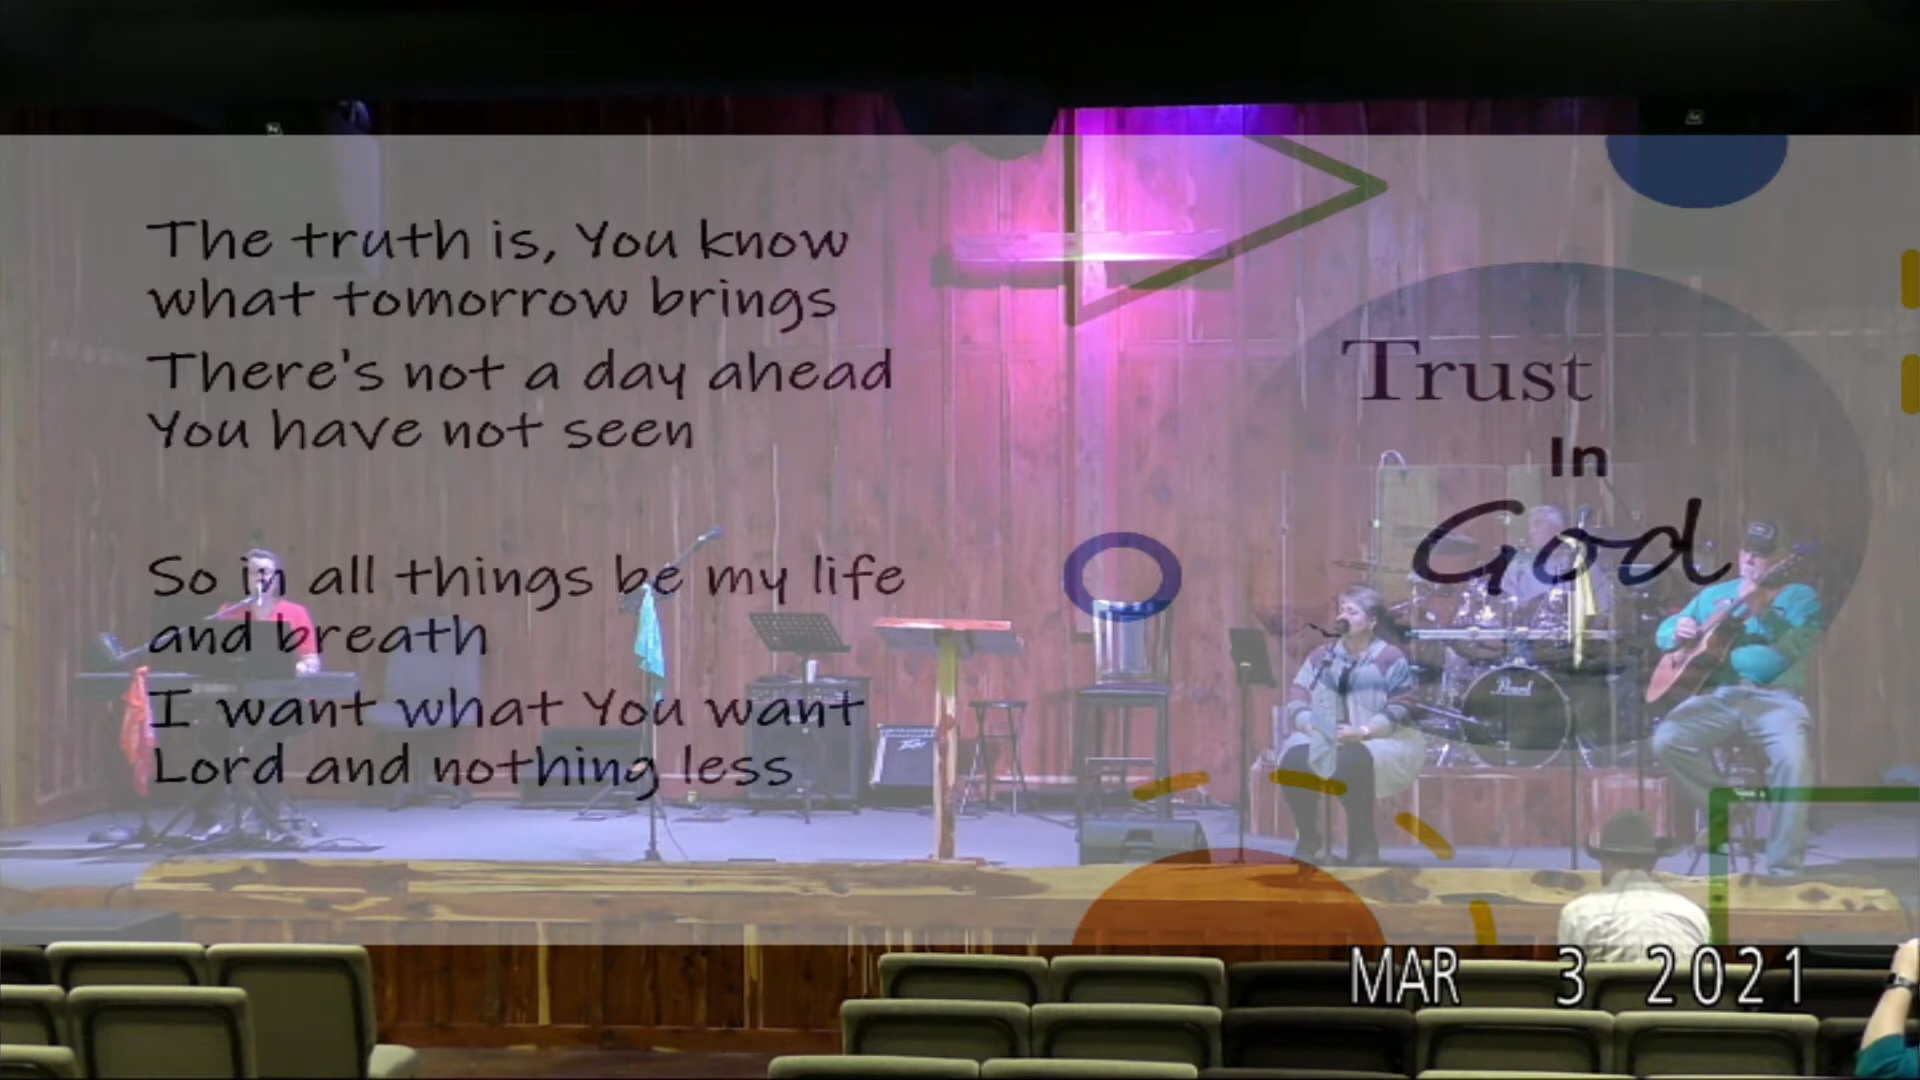 The truth is, You know
what tomorrow brings
There's not a day ahead
You have not seen
So in all things be my life
and breath
I want what You want
Lord and nothing less
Trust
In
God
Pearl
PEAVEY
MAR 3 2021